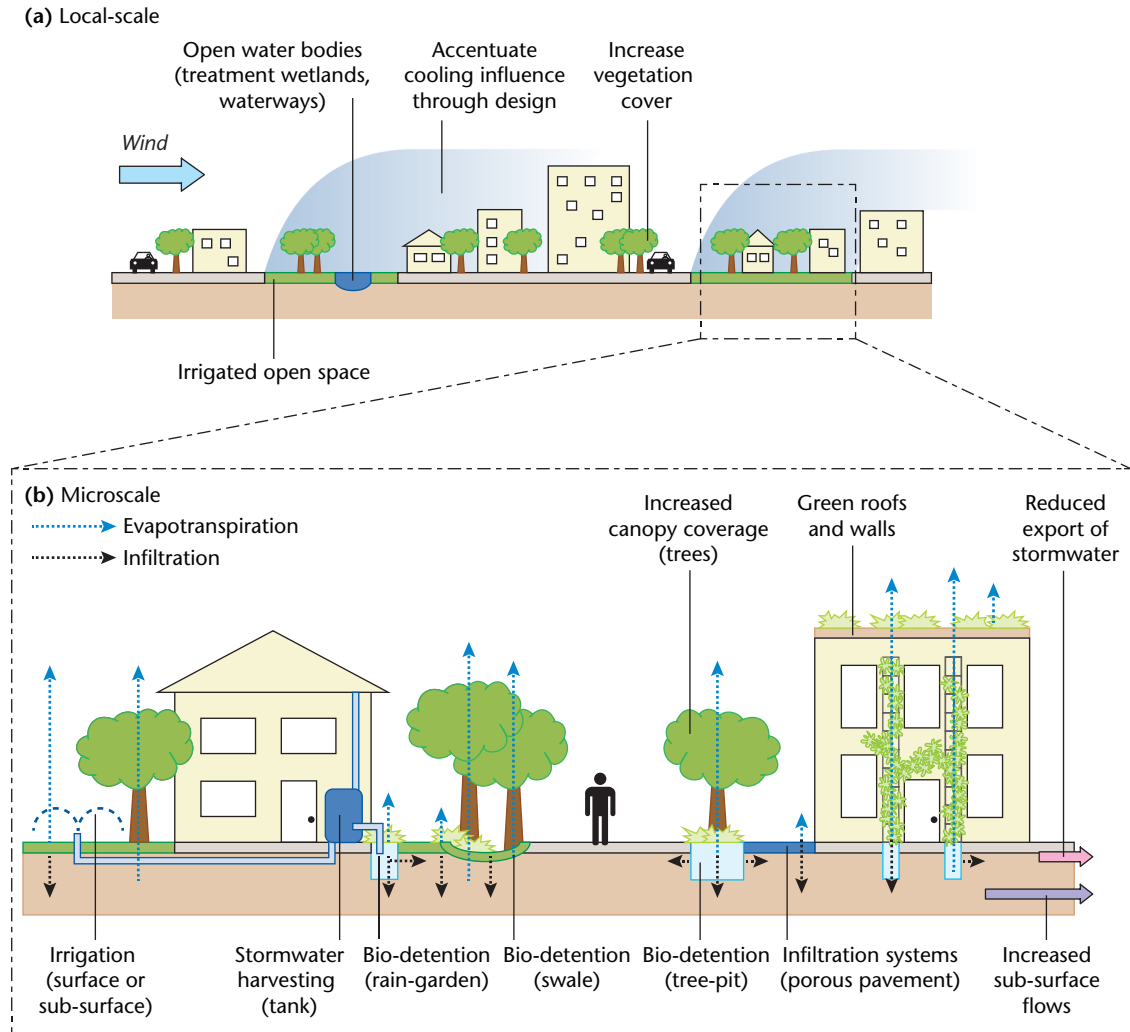 (a) Local-scale
Open water bodies
(treatment wetlands,
waterways)
Accentuate
cooling influence
through design
Increase
vegetation
cover
Wind
Irrigated open space
(b) Microscale
Evapotranspiration
Infiltration
Increased
canopy coverage
(trees)
Green roofs
and walls
Reduced
export of
stormwater
Irrigation
(surface or
sub-surface)
Stormwater
harvesting
(tank)
Bio-detention
(rain-garden)
Bio-detention
(swale)
Bio-detention
(tree-pit)
Infiltration systems
(porous pavement)
Increased
sub-surface
flows